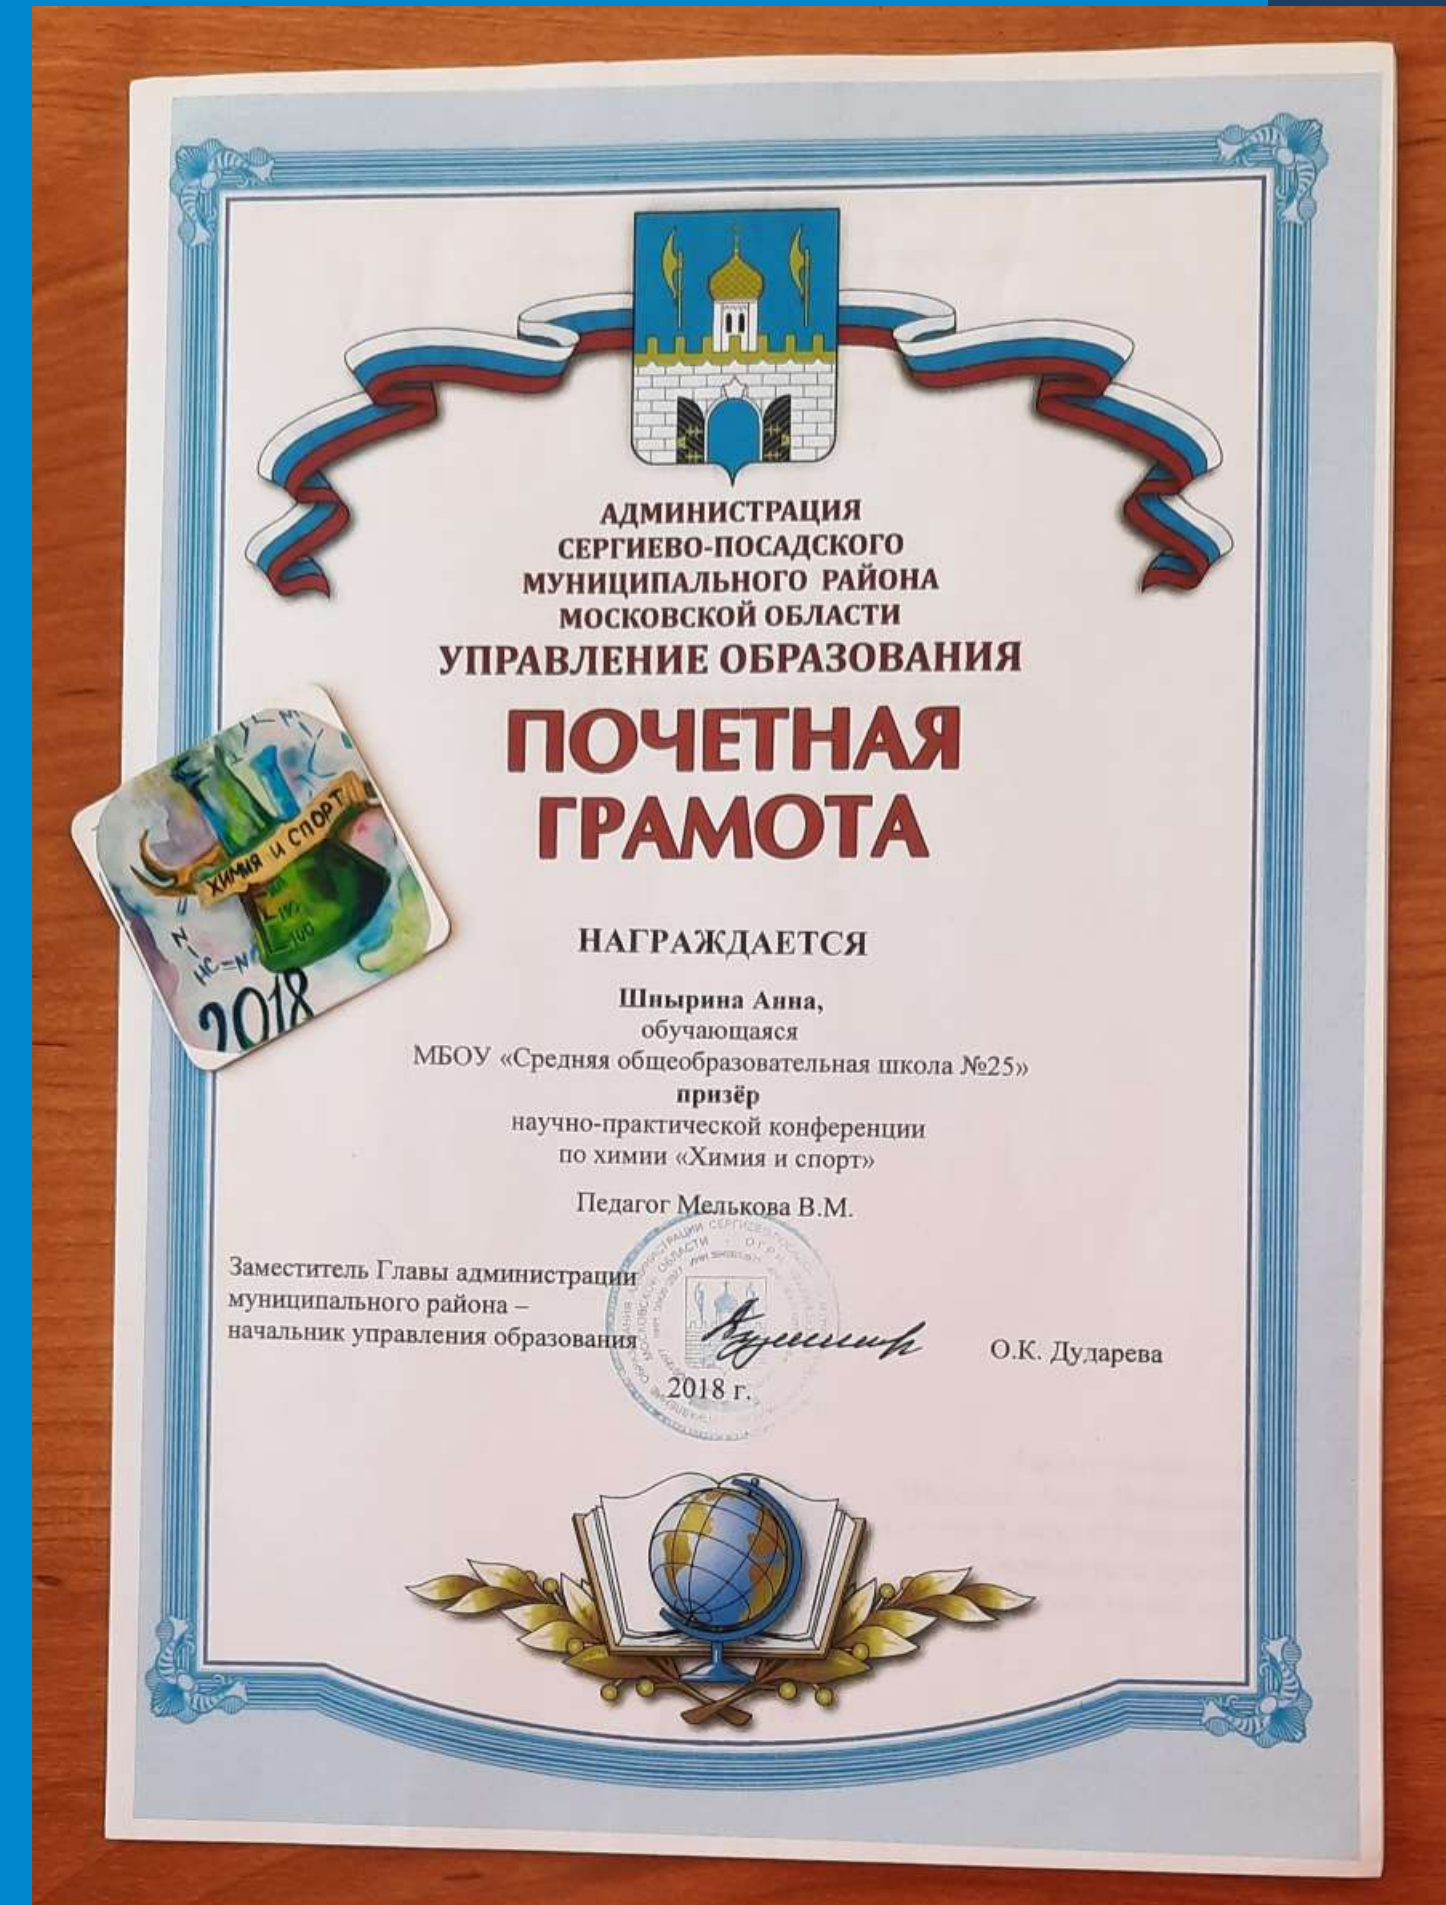 АДМИНИСТРАЦИЯ
СЕРГИЕВО-ПОСАДСКОГО
МУНИЦИПАЛЬНОГО РАЙОНА
МОСКОВСКОЙ ОБЛАСТИ
УПРАВЛЕНИЕ ОБРАЗОВАНИЯ
ПОЧЕТНАЯ
ГРАМОТА
ХИМИЯ И СПОРТ
100
N
HC=N
2018
НАГРАЖДАЕТСЯ
Шнырина Анна,
обучающаяся
МБОУ «Средняя общеобразовательная школа №25»
призёр
научно-практической конференции
по химии «Химия и спорт»
Педагог Мелькова В.М.
Заместитель Главы администрации
муниципального района –
начальник управления образования
О.К. Дударева
2018 г.